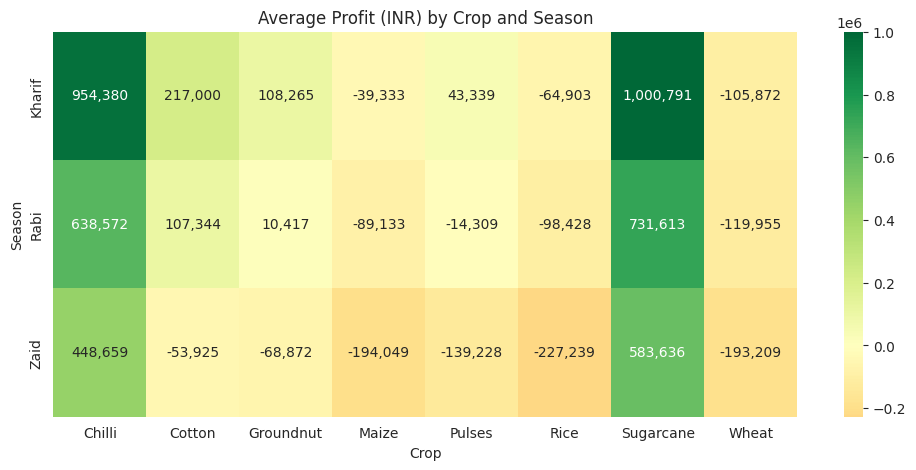 Average Profit (INR) by Crop and Season
1e6
Season
Kharif
954,380 217,000 108,265 -39,333 43,339 -64,903 1,000,791 -105,872
Rabi
638,572 107,344 10,417 -89,133 -14,309 -98,428 731,613 -119,955
Zaid
448,659 -53,925 -68,872 -194,049 -139,228 -227,239 583,636 -193,209
Chilli Cotton Groundnut Maize Pulses Rice Sugarcane Wheat
Crop
1.0
0.8
0.6
0.4
0.2
0.0
−0.2